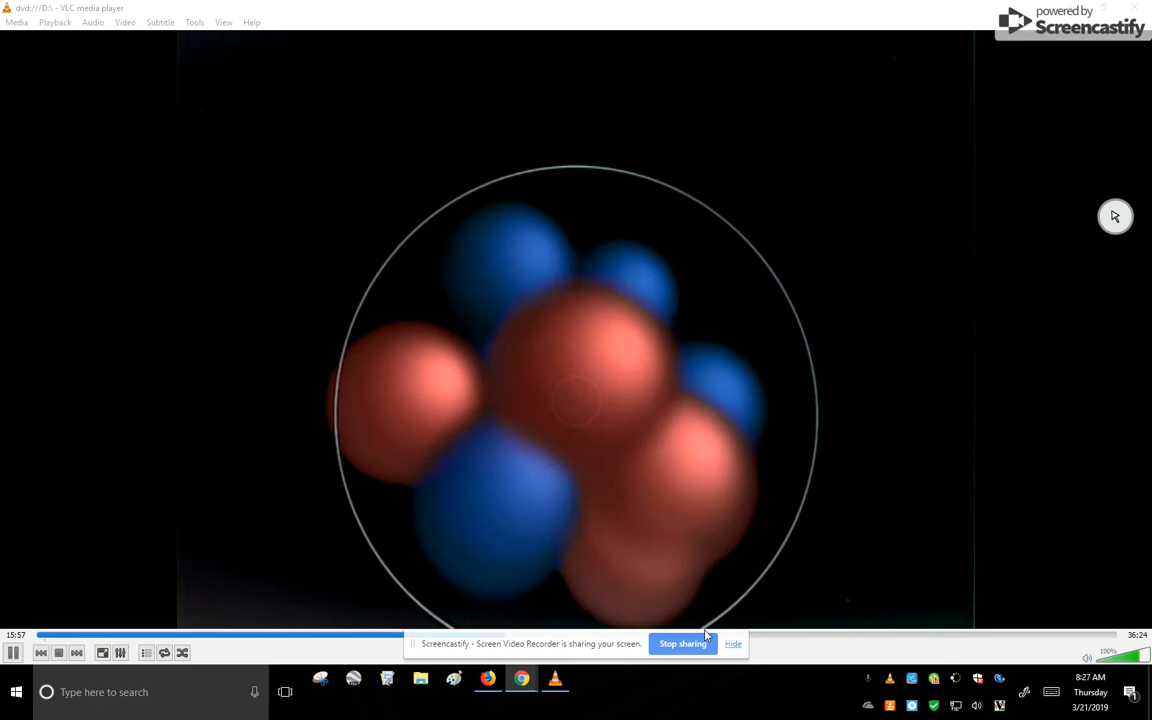 dvd:///D:\ - VLC media player
powered by
Screencastify
Media Playback Audio Video Subtitle Tools View Help
15:57
36:24
Screencastify - Screen Video Recorder is sharing your screen.
Stop sharing
Hide
100%
Type here to search
8:27 AM
Thursday
3/21/2019
1